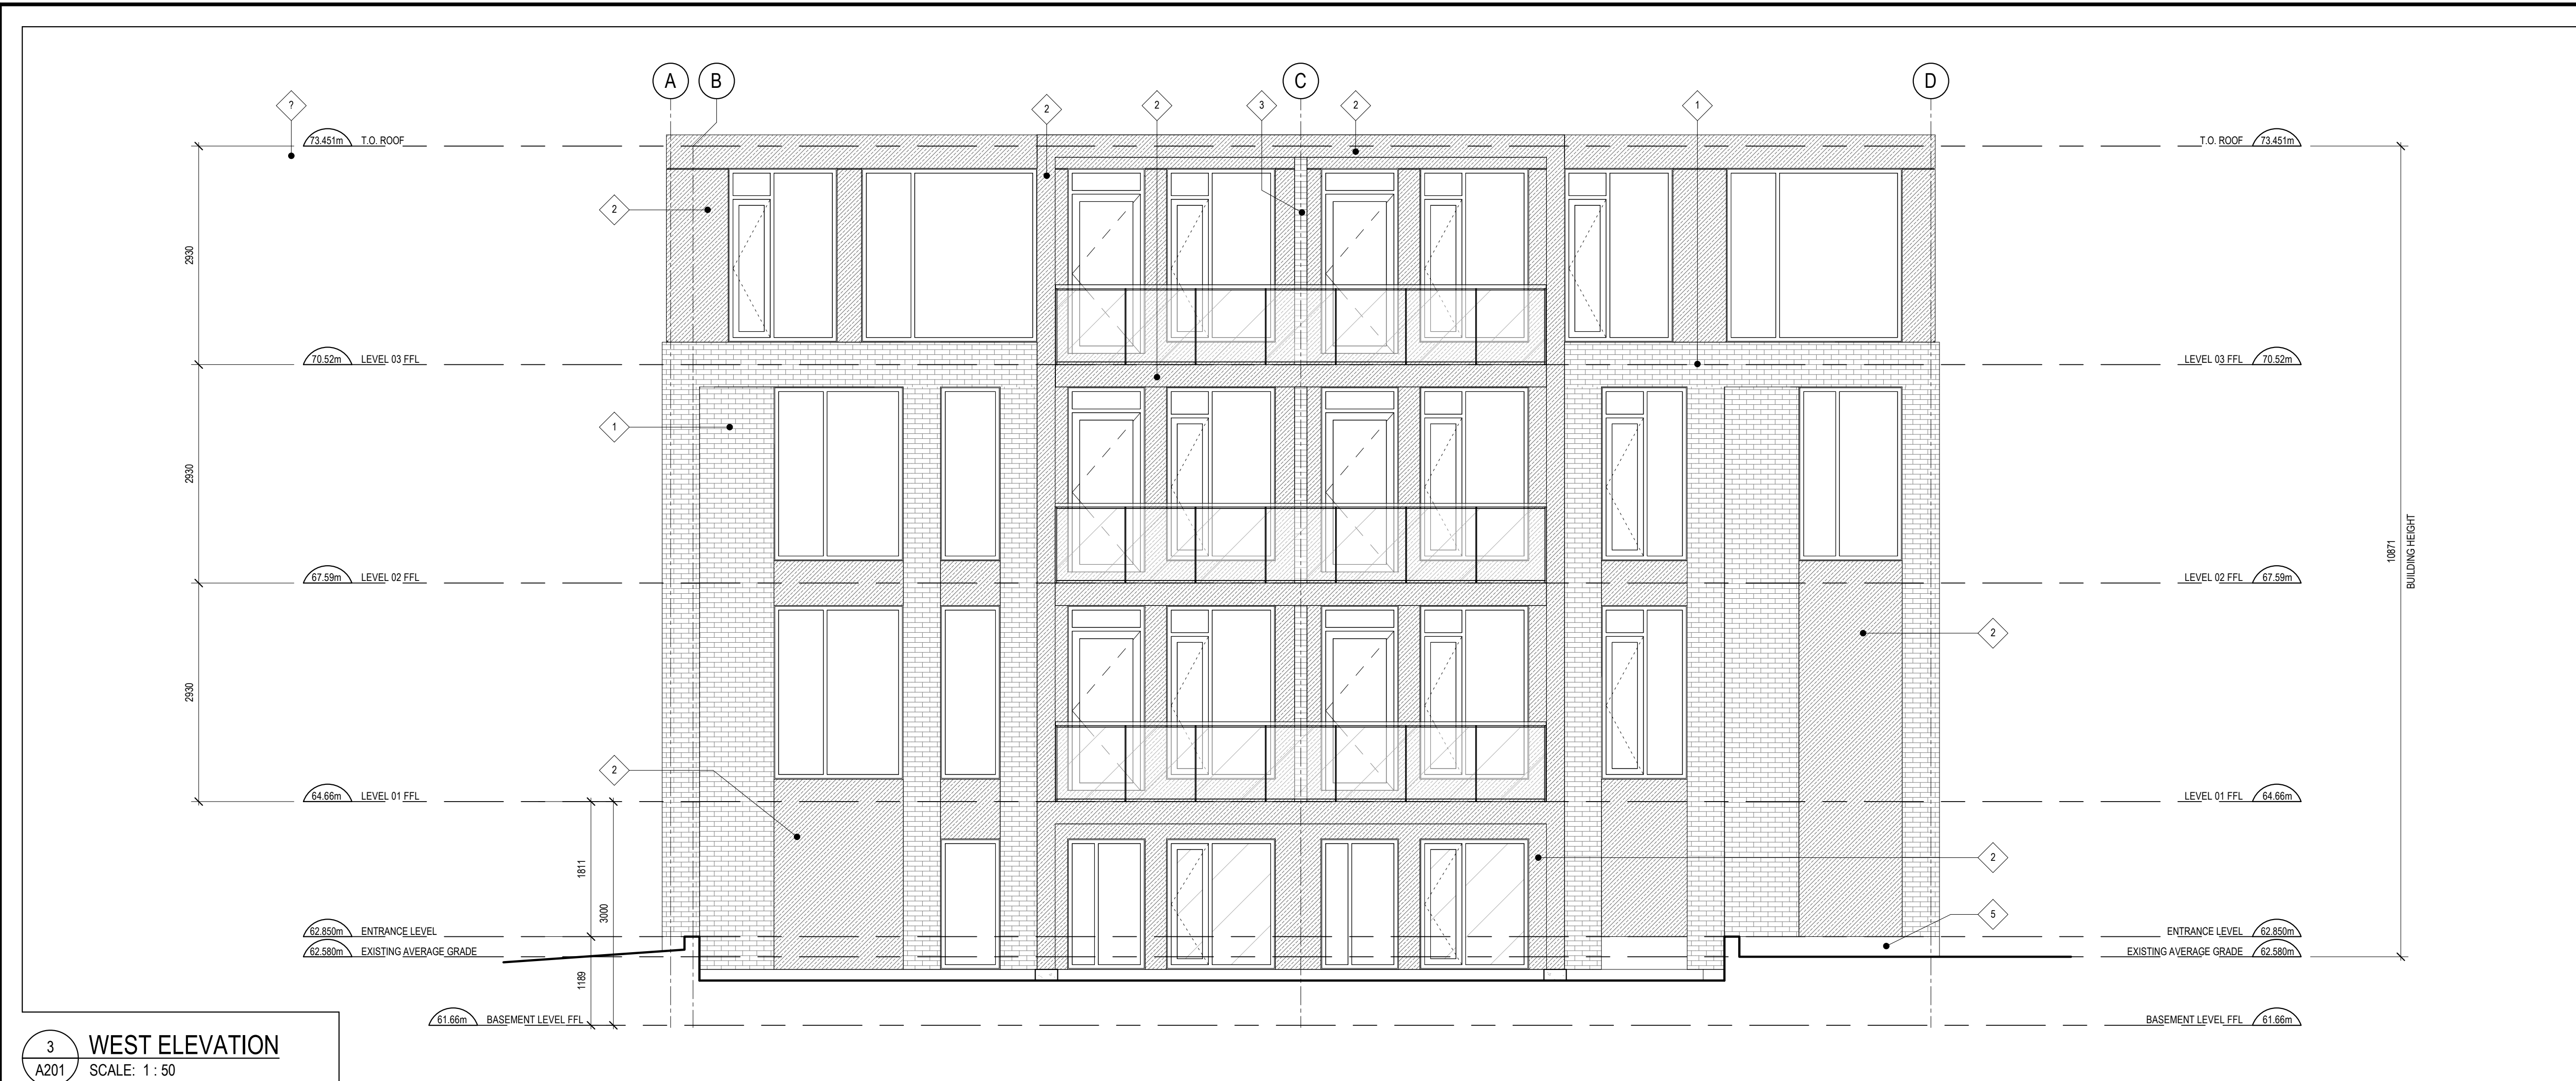 A B C D
? 2 2 3 2 1
73.451m T.O. ROOF T.O. ROOF 73.451m
2
2930
70.52m LEVEL 03 FFL LEVEL 03 FFL 70.52m
1
2930
10871
BUILDING HEIGHT
67.59m LEVEL 02 FFL LEVEL 02 FFL 67.59m
2
2930
2
64.66m LEVEL 01 FFL LEVEL 01 FFL 64.66m
1811
2
3000
5
62.850m ENTRANCE LEVEL ENTRANCE LEVEL 62.850m
62.580m EXISTING AVERAGE GRADE EXISTING AVERAGE GRADE 62.580m
1189
61.66m BASEMENT LEVEL FFL BASEMENT LEVEL FFL 61.66m
3 WEST ELEVATION
A201 SCALE: 1 : 50